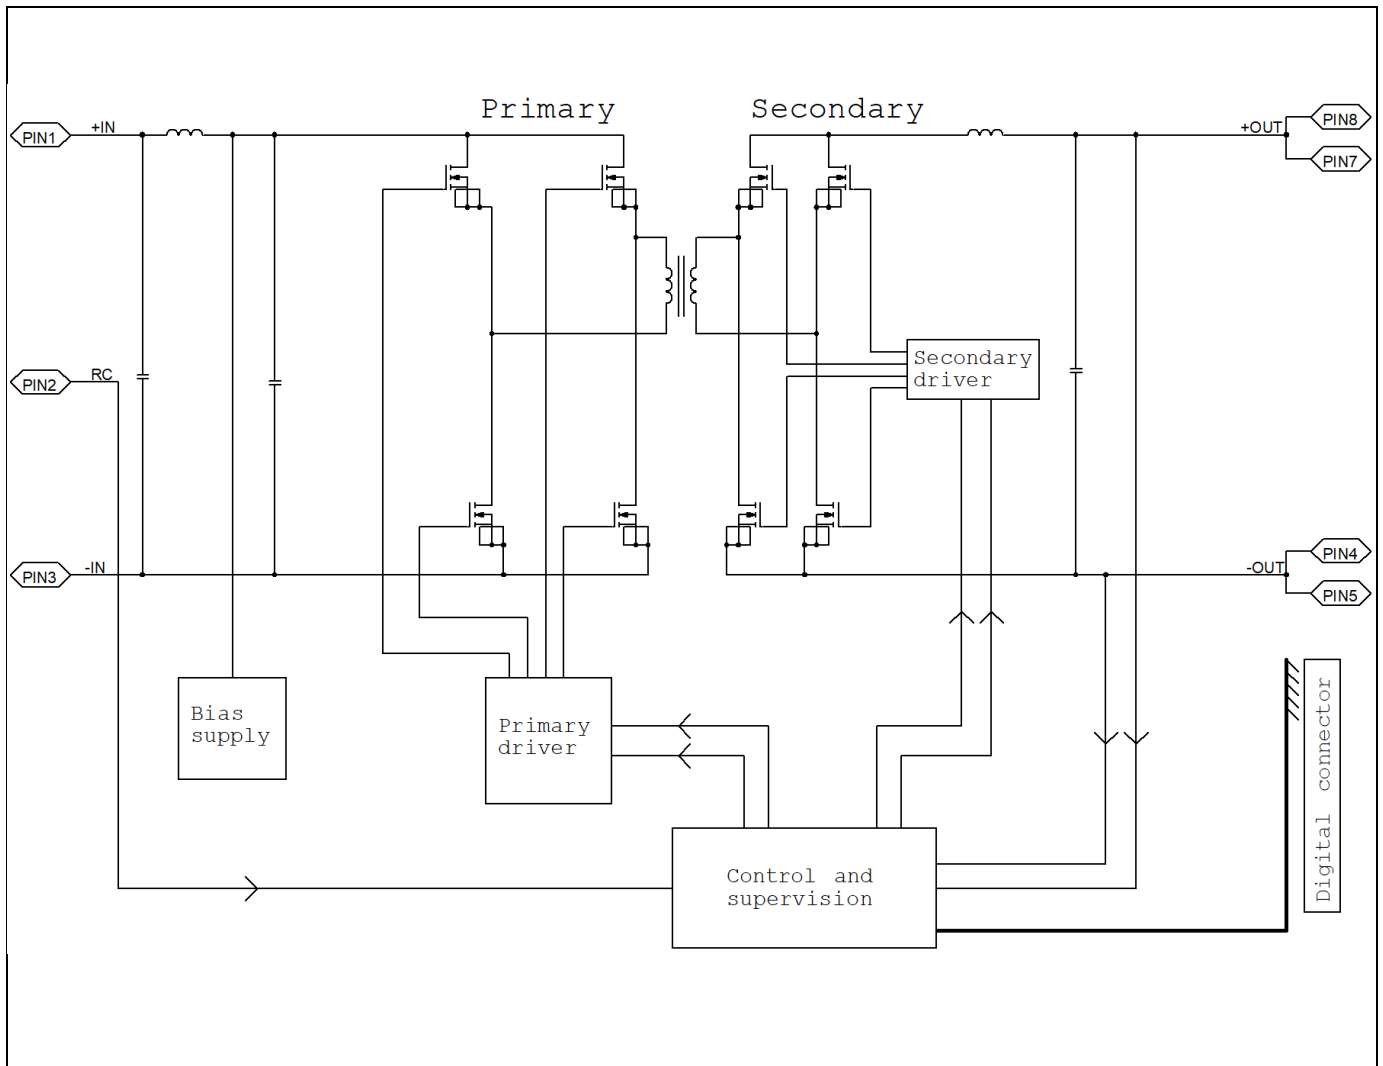 Primary
Secondary
PIN1
+IN
+OUT
PIN8
PIN7
PIN2
RC
Secondary
driver
PIN3
-IN
-OUT
PIN4
PIN5
Bias
supply
Primary
driver
Control and
supervision
Digital connector